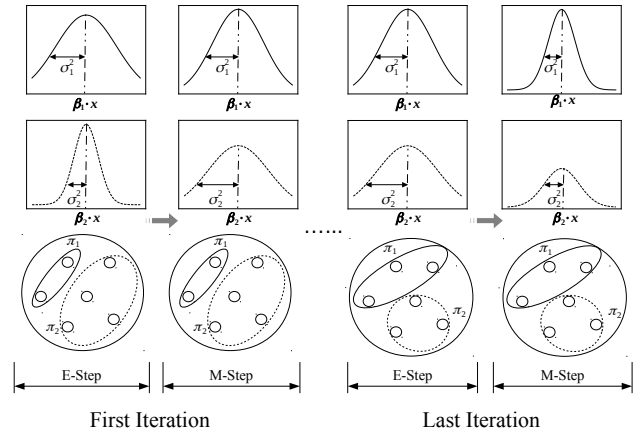 σ₁² σ₁² σ₁² σ₁²
β₁·x β₁·x β₁·x β₁·x
σ₂² σ₂² σ₂² σ₂²
β₂·x β₂·x β₂·x β₂·x
......
π₁ π₁ π₁ π₁
π₂ π₂ π₂ π₂
E-Step M-Step E-Step M-Step
First Iteration Last Iteration